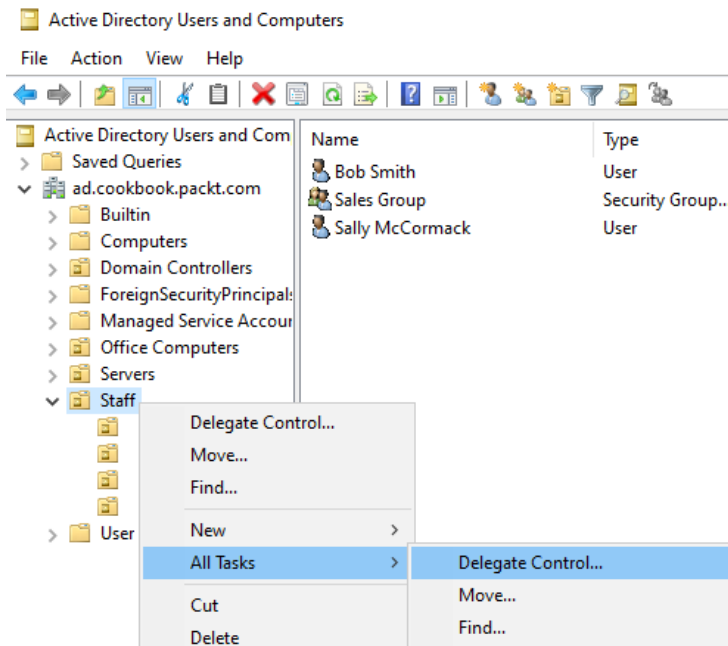 Active Directory Users and Computers
File Action View Help
Active Directory Users and Com
Saved Queries
ad.cookbook.packt.com
Builtin
Computers
Domain Controllers
ForeignSecurityPrincipals
Managed Service Accour
Office Computers
Servers
Staff
User
Name Type
Bob Smith User
Sales Group Security Group...
Sally McCormack User
Delegate Control...
Move...
Find...
New
All Tasks
Cut
Delete
Delegate Control...
Move...
Find...